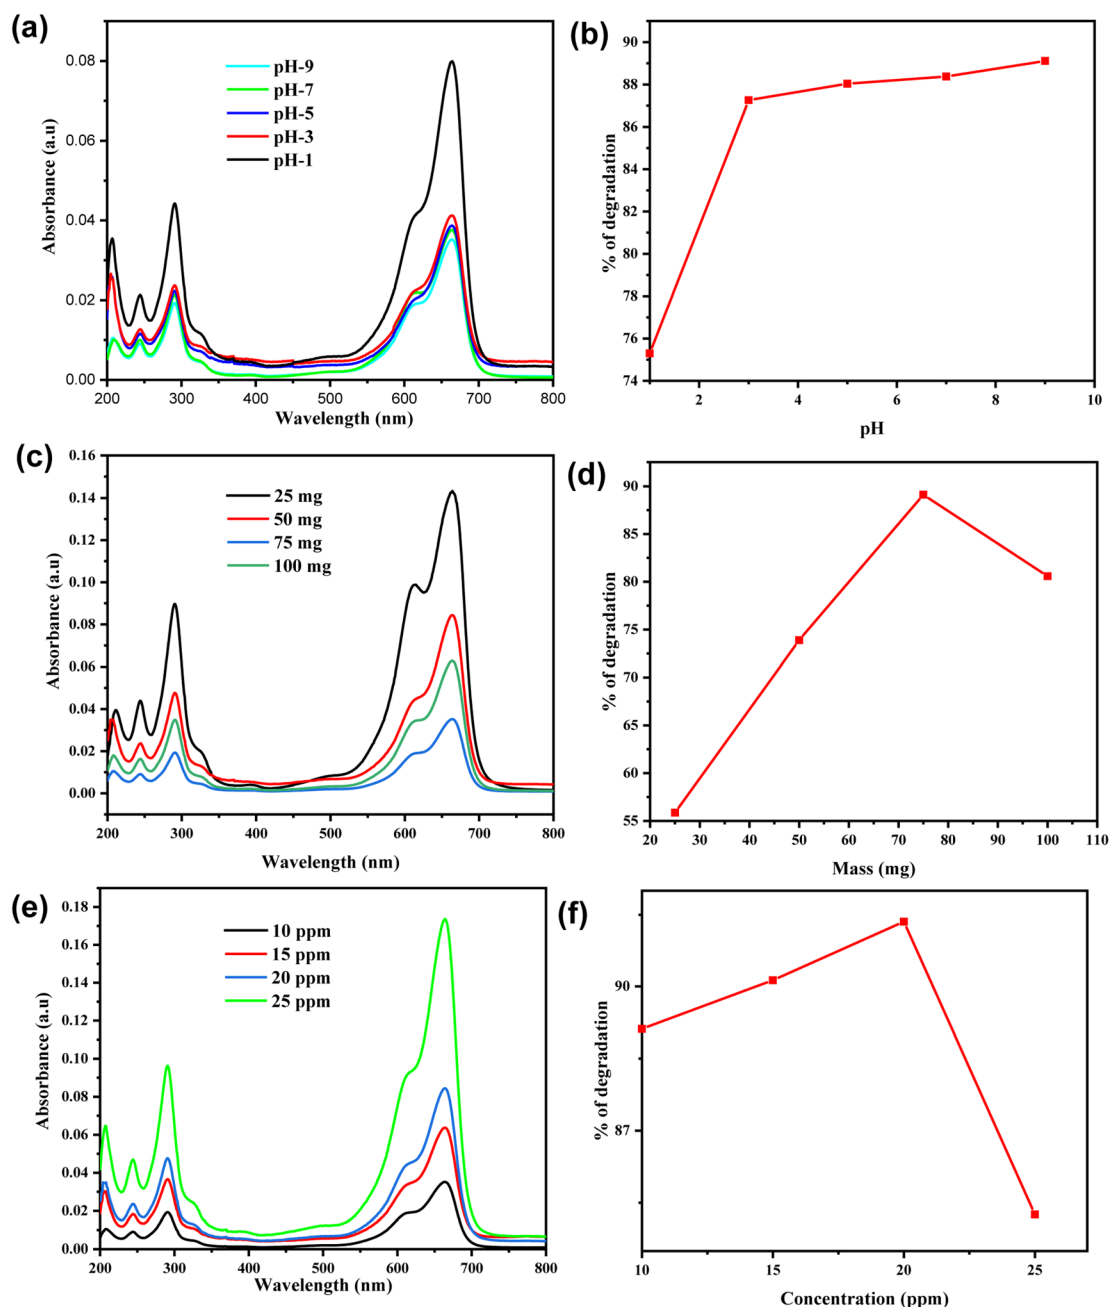 (a)
pH-9
pH-7
pH-5
pH-3
pH-1
Absorbance (a.u)
0.08
0.06
0.04
0.02
0.00
200 300 400 500 600 700 800
Wavelength (nm)
(b)
% of degradation
90
88
86
84
82
80
78
76
74
2 4 6 8 10
pH
(c)
25 mg
50 mg
75 mg
100 mg
Absorbance (a.u)
0.16
0.14
0.12
0.10
0.08
0.06
0.04
0.02
0.00
200 300 400 500 600 700 800
Wavelength (nm)
(d)
% of degradation
90
85
80
75
70
65
60
55
20 30 40 50 60 70 80 90 100 110
Mass (mg)
(e)
10 ppm
15 ppm
20 ppm
25 ppm
Absorbance (a.u)
0.18
0.16
0.14
0.12
0.10
0.08
0.06
0.04
0.02
0.00
200 300 400 500 600 700 800
Wavelength (nm)
(f)
% of degradation
90
87
10 15 20 25
Concentration (ppm)